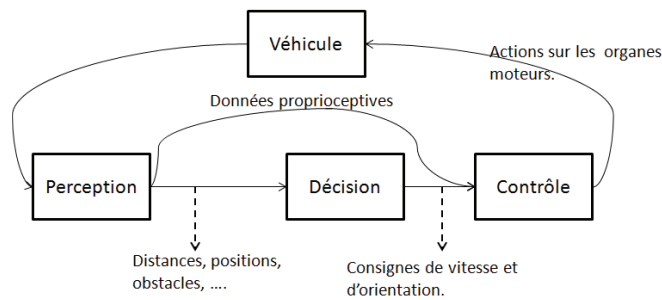 Véhicule
Actions sur les organes
moteurs.
Données proprioceptives
Perception
Décision
Contrôle
Distances, positions,
obstacles, ....
Consignes de vitesse et
d'orientation.